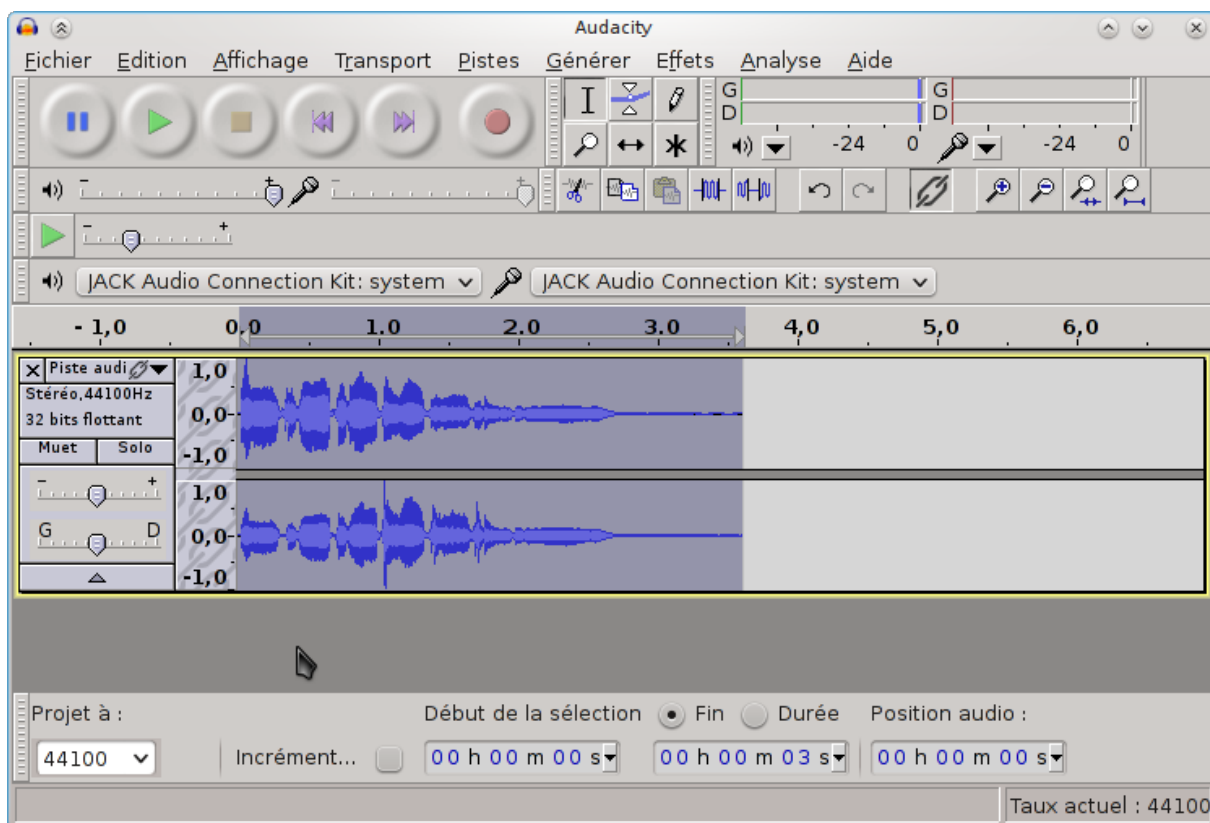 Audacity
Fichier Edition Affichage Transport Pistes Générer Effets Analyse Aide
G G
D D
-24 0 -24 0
- + - +
JACK Audio Connection Kit: system JACK Audio Connection Kit: system
- 1,0 0,0 1.0 2.0 3.0 4,0 5,0 6,0
Piste audi 1,0
Stéréo,44100Hz
32 bits flottant 0,0
Muet Solo -1,0
- + 1,0
G D 0,0
-1,0
Projet à : Début de la sélection Fin Durée Position audio :
44100 Incrément... 00 h 00 m 00 s 00 h 00 m 03 s 00 h 00 m 00 s
Taux actuel : 44100